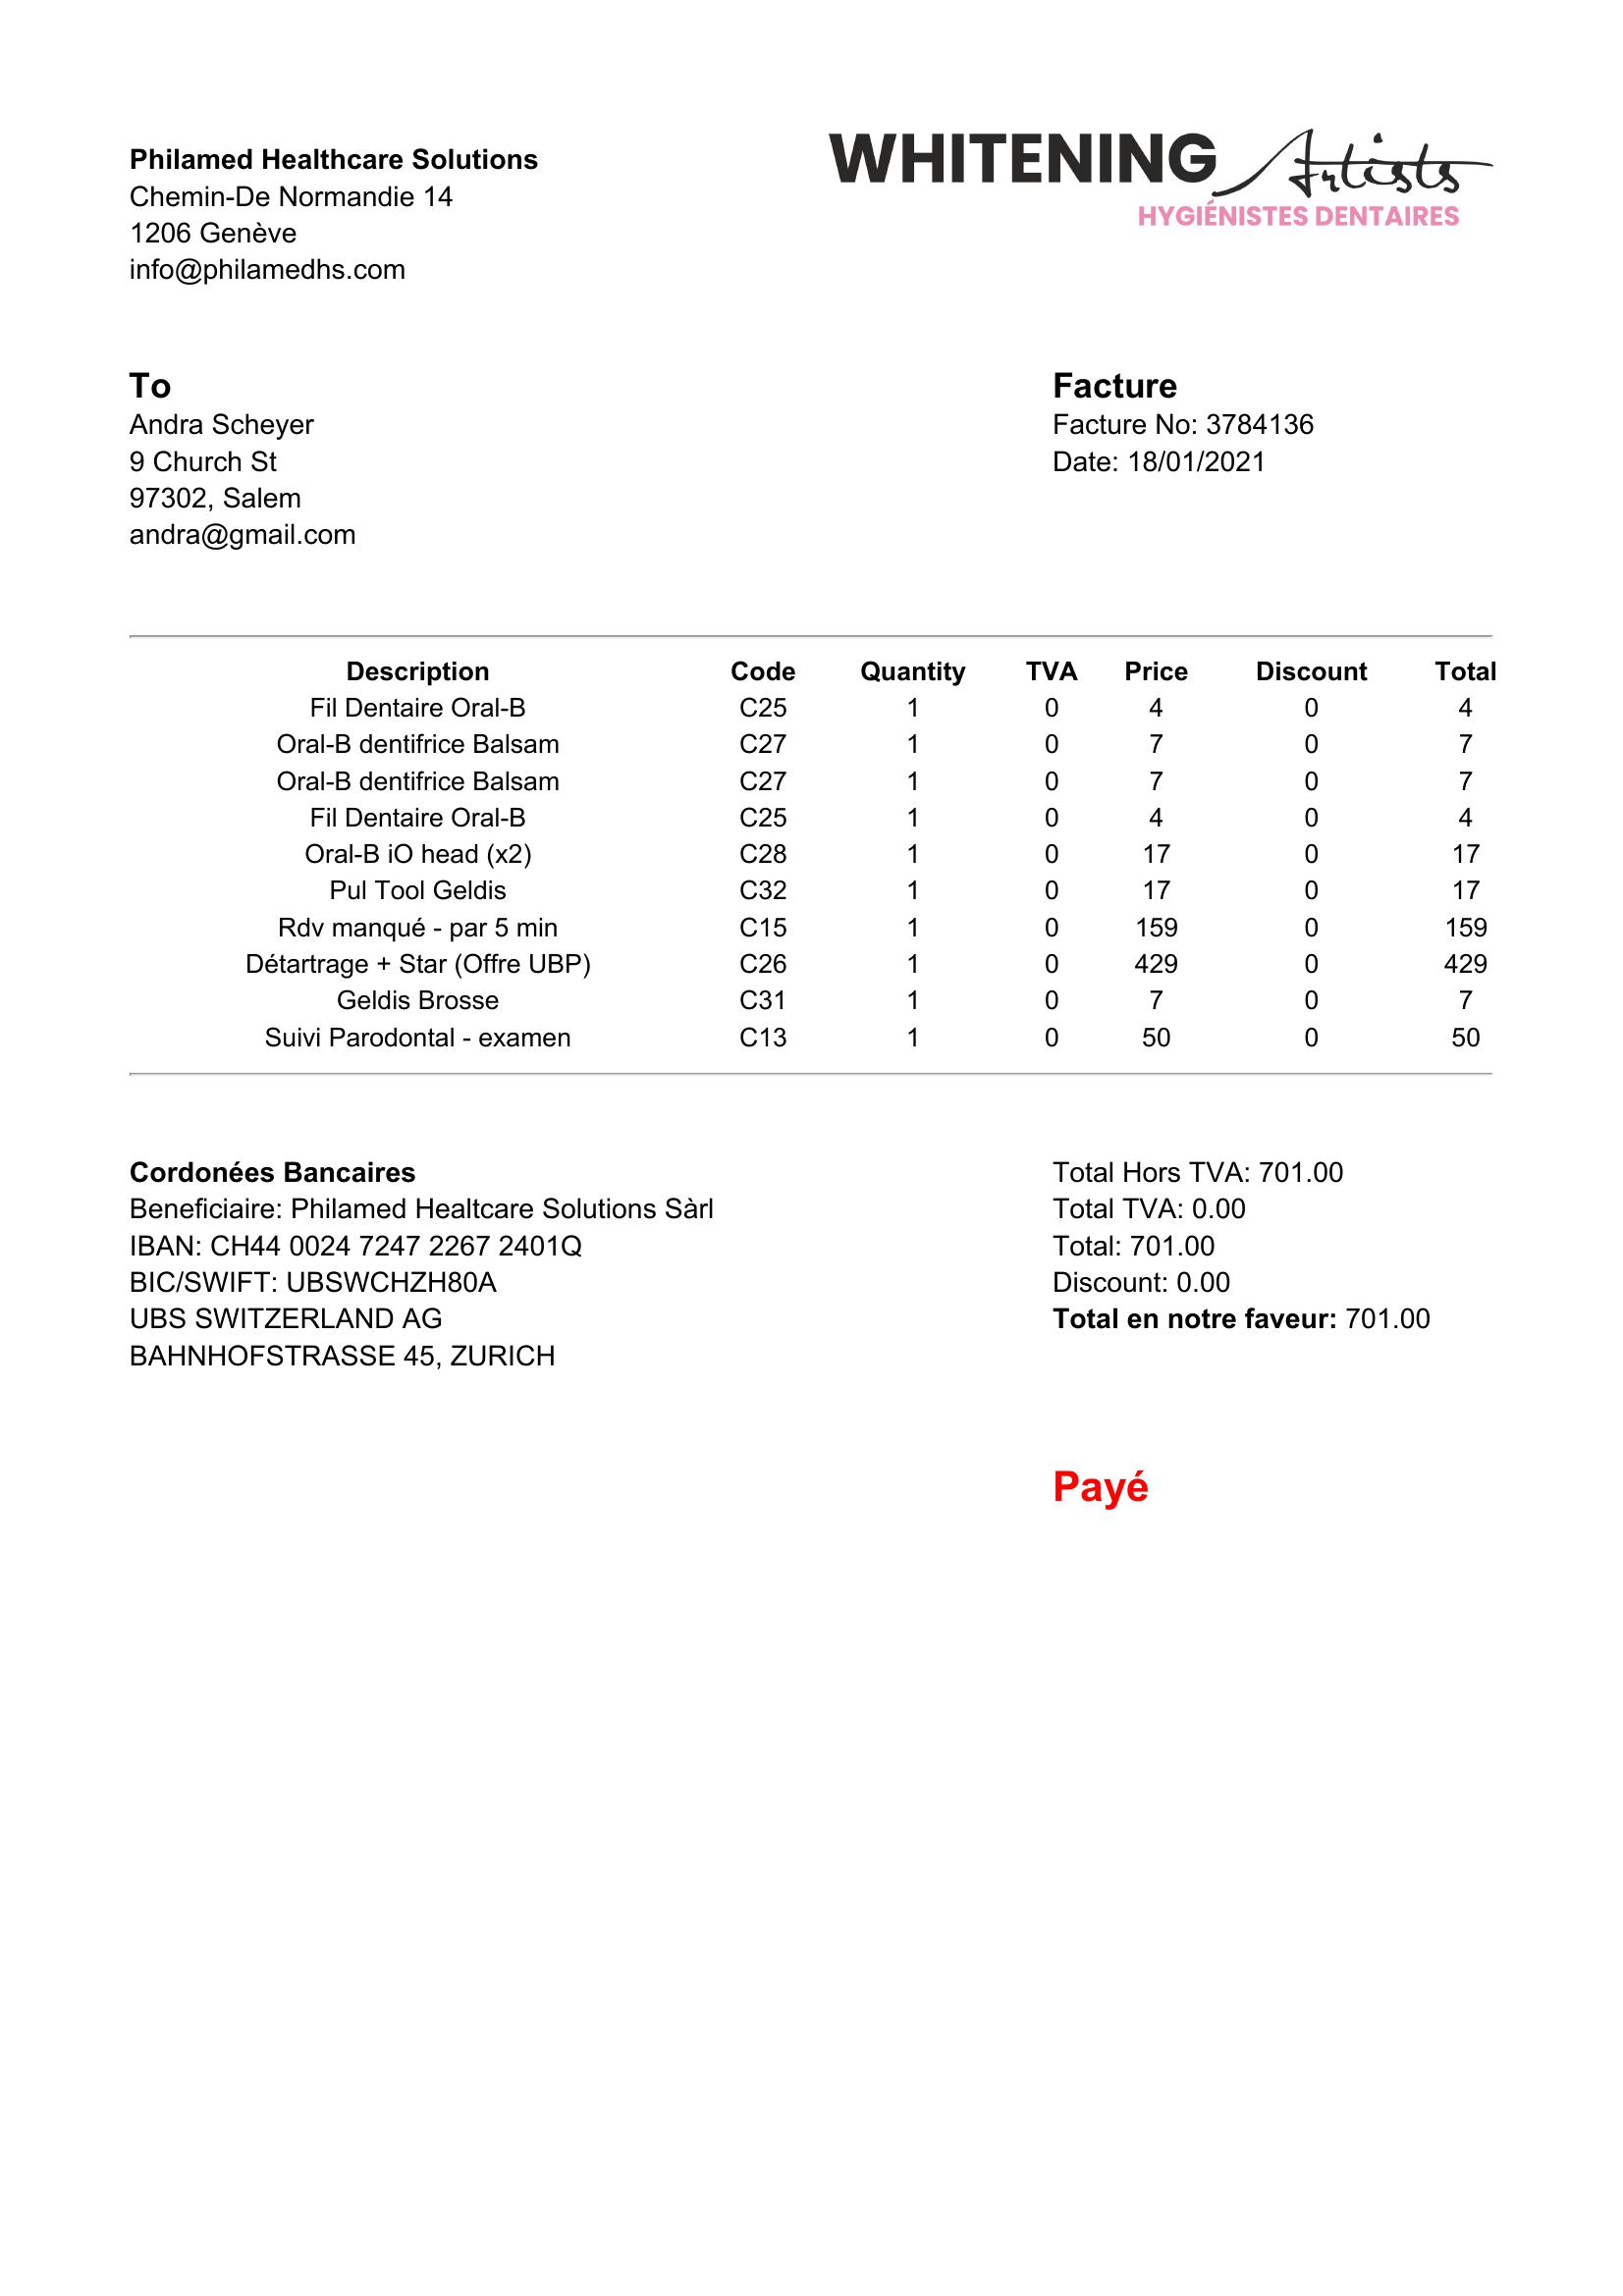 Philamed Healthcare Solutions
Chemin-De Normandie 14
1206 Genève
info@philamedhs.com
WHITENING Artists
HYGIÉNISTES DENTAIRES
To
Andra Scheyer
9 Church St
97302, Salem
andra@gmail.com
Facture
Facture No: 3784136
Date: 18/01/2021
Description Code Quantity TVA Price Discount Total
Fil Dentaire Oral-B C25 1 0 4 0 4
Oral-B dentifrice Balsam C27 1 0 7 0 7
Oral-B dentifrice Balsam C27 1 0 7 0 7
Fil Dentaire Oral-B C25 1 0 4 0 4
Oral-B iO head (x2) C28 1 0 17 0 17
Pul Tool Geldis C32 1 0 17 0 17
Rdv manqué - par 5 min C15 1 0 159 0 159
Détartrage + Star (Offre UBP) C26 1 0 429 0 429
Geldis Brosse C31 1 0 7 0 7
Suivi Parodontal - examen C13 1 0 50 0 50
Cordonées Bancaires
Beneficiaire: Philamed Healtcare Solutions Sàrl
IBAN: CH44 0024 7247 2267 2401Q
BIC/SWIFT: UBSWCHZH80A
UBS SWITZERLAND AG
BAHNHOFSTRASSE 45, ZURICH
Total Hors TVA: 701.00
Total TVA: 0.00
Total: 701.00
Discount: 0.00
Total en notre faveur: 701.00
Payé